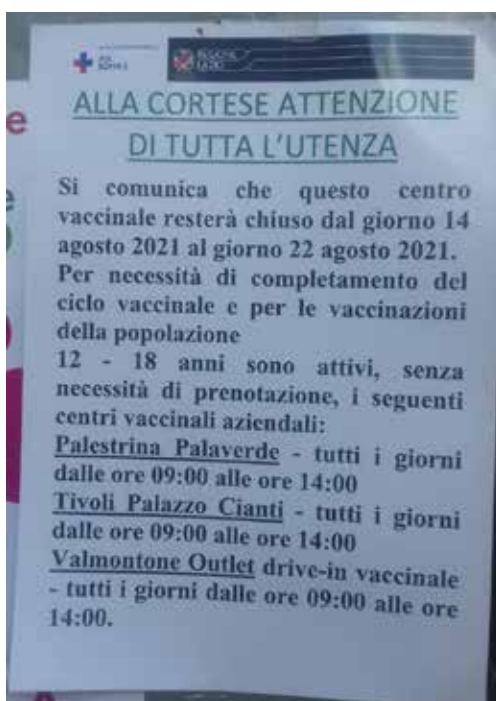 REGIONE
LAZIO
ALLA CORTESE ATTENZIONE
DI TUTTA L'UTENZA
Si comunica che questo centro
vaccinale resterà chiuso dal giorno 14
agosto 2021 al giorno 22 agosto 2021.
Per necessità di completamento del
ciclo vaccinale e per le vaccinazioni
della popolazione
12 - 18 anni sono attivi, senza
necessità di prenotazione, i seguenti
centri vaccinali aziendali:
Palestrina Palaverde - tutti i giorni
dalle ore 09:00 alle ore 14:00
Tivoli Palazzo Cianti - tutti i giorni
dalle ore 09:00 alle ore 14:00
Valmontone Outlet drive-in vaccinale
- tutti i giorni dalle ore 09:00 alle ore
14:00.